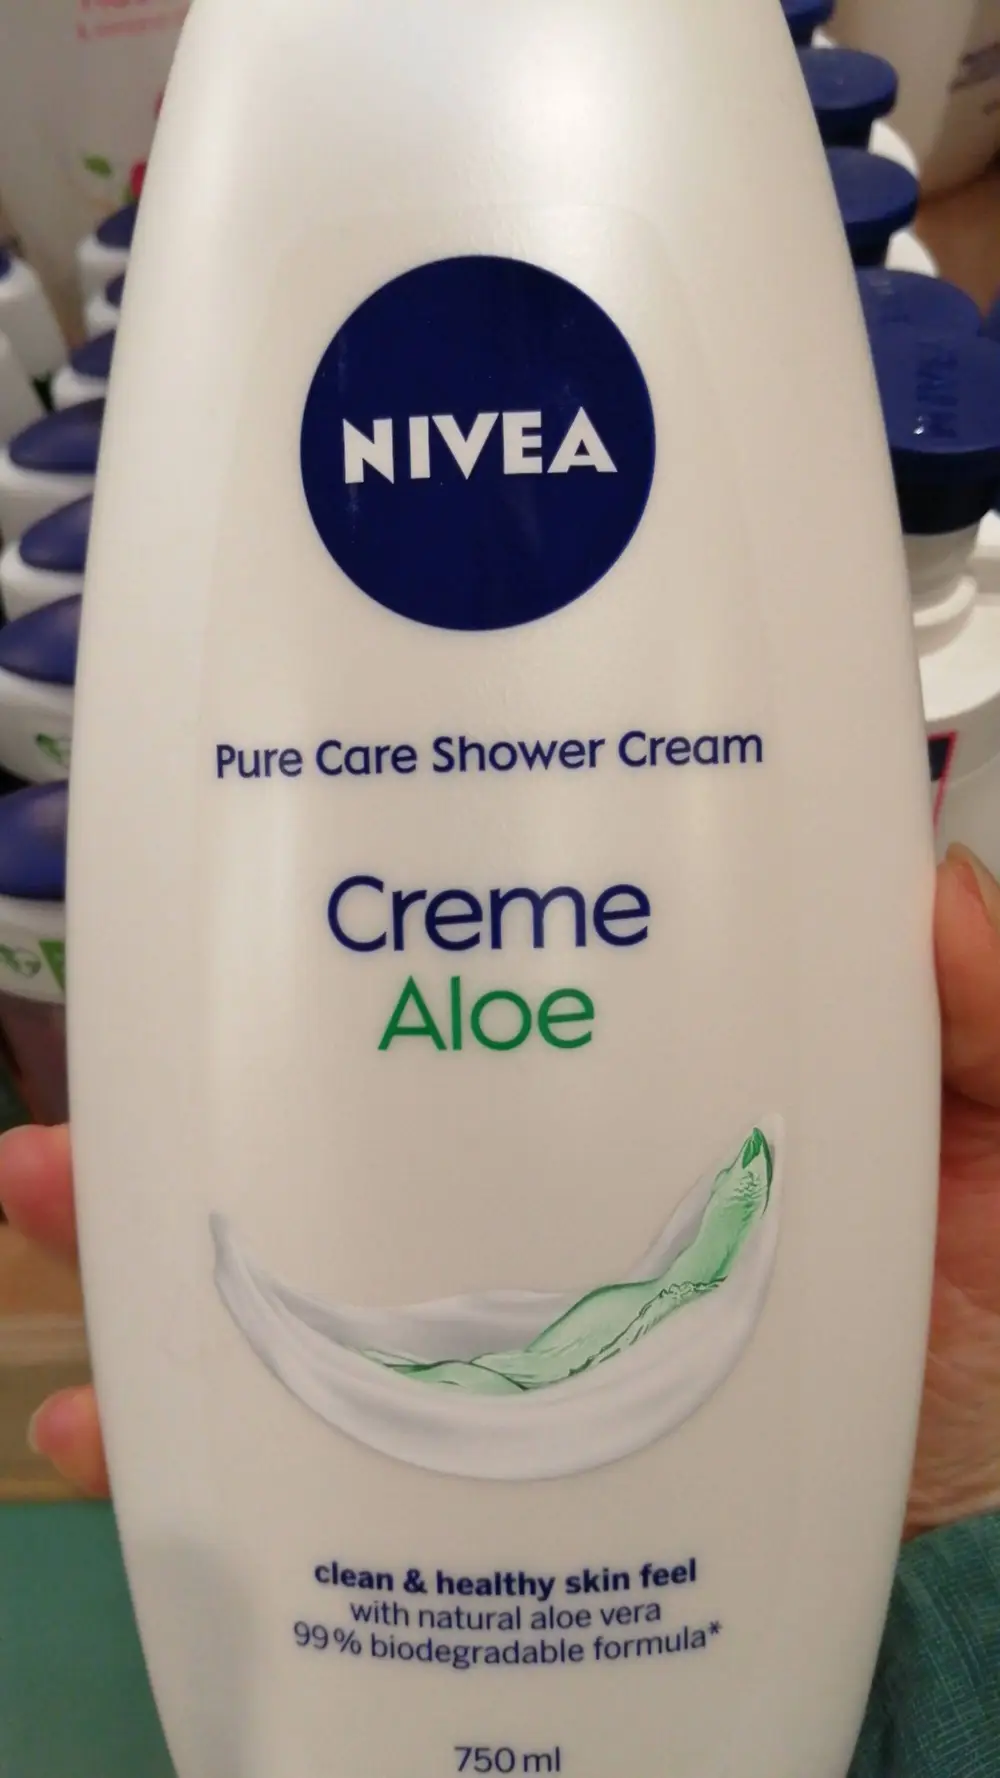 NIVEA
Pure Care Shower Cream
Creme
Aloe
clean & healthy skin feel
with natural aloe vera
99% biodegradable formula*
750 ml